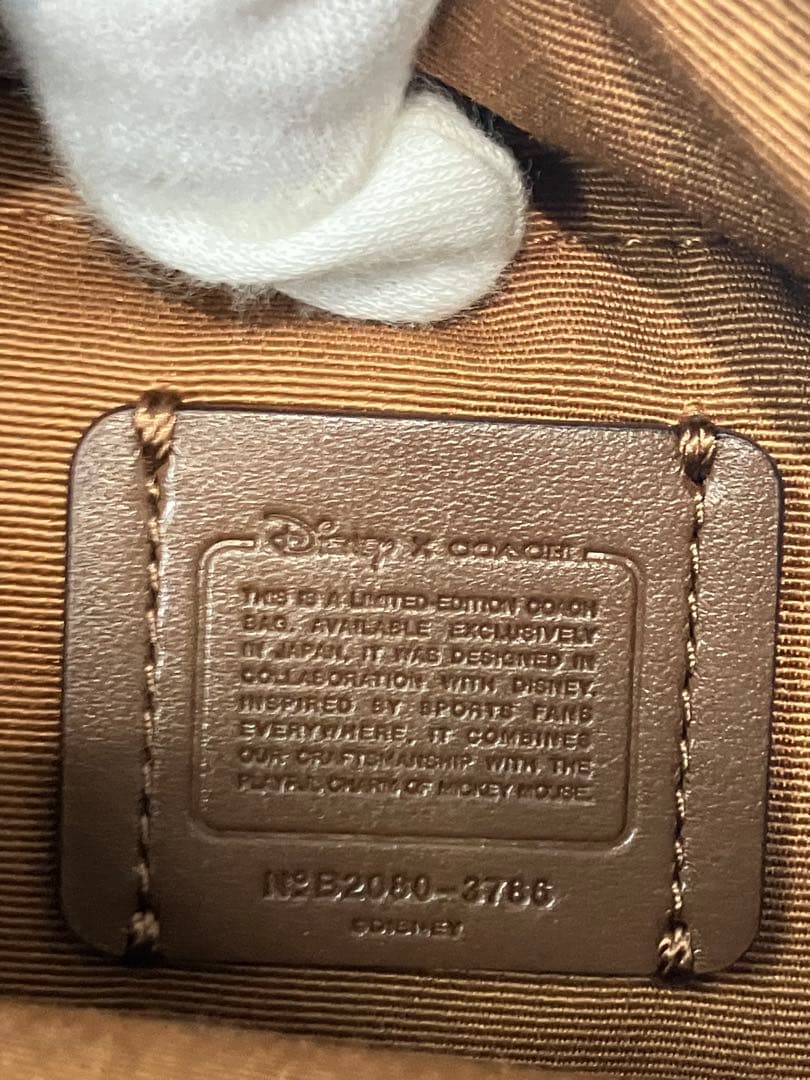 Disney X COACH
THIS IS A LIMITED EDITION COACH
BAG. AVAILABLE EXCLUSIVELY
IN JAPAN, IT WAS DESIGNED IN
COLLABORATION WITH DISNEY.
INSPIRED BY SPORTS FANS
EVERYWHERE, IT COMBINES
OUR CRAFTSMANSHIP WITH THE
PLAYFUL CHARM OF MICKEY MOUSE.
Nº B2080-3786
©DISNEY